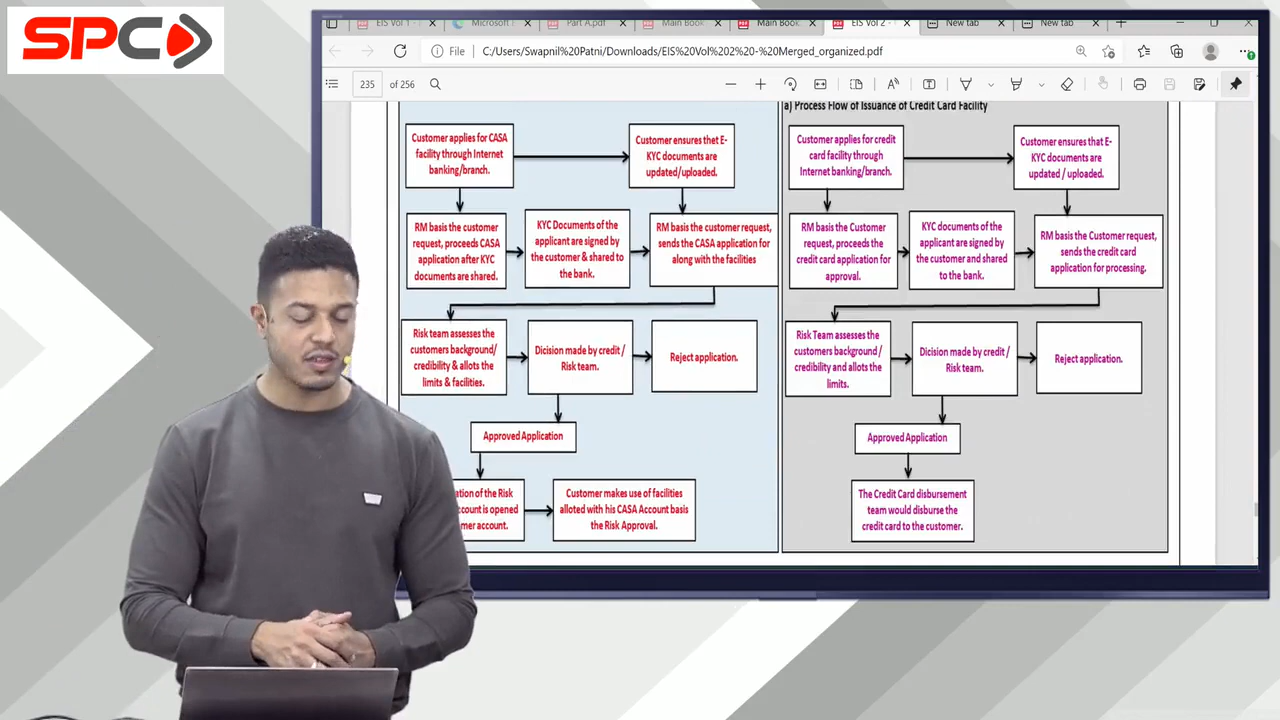 SPC
EIS Vol 1 -
Microsoft
Part A.pdf
Main Book
Main Book
EIS Vol 2 -
New tab
New tab
File
C:/Users/Swapnil%20Patni/Downloads/EIS%20Vol%202%20-%20Merged_organized.pdf
235 of 256
a) Process Flow of Issuance of Credit Card Facility
Customer applies for CASA
facility through Internet
banking/branch.
Customer ensures that E-
KYC documents are
updated/uploaded.
RM basis the customer
request, proceeds CASA
application after KYC
documents are shared.
KYC Documents of the
applicant are signed by
the customer & shared to
the bank.
RM basis the customer request,
sends the CASA application for
along with the facilities
Risk team assesses the
customers background/
credibility & allots the
limits & facilities.
Dicision made by credit /
Risk team.
Reject application.
Approved Application
ation of the Risk
count is opened
mer account.
Customer makes use of facilities
alloted with his CASA Account basis
the Risk Approval.
Customer applies for credit
card facility through
Internet banking/branch.
Customer ensures that E-
KYC documents are
updated / uploaded.
RM basis the Customer
request, proceeds the
credit card application for
approval.
KYC documents of the
applicant are signed by
the customer and shared
to the bank.
RM basis the Customer request,
sends the credit card
application for processing.
Risk Team assesses the
customers background /
credibility and allots the
limits.
Dicision made by credit /
Risk team.
Reject application.
Approved Application
The Credit Card disbursement
team would disburse the
credit card to the customer.